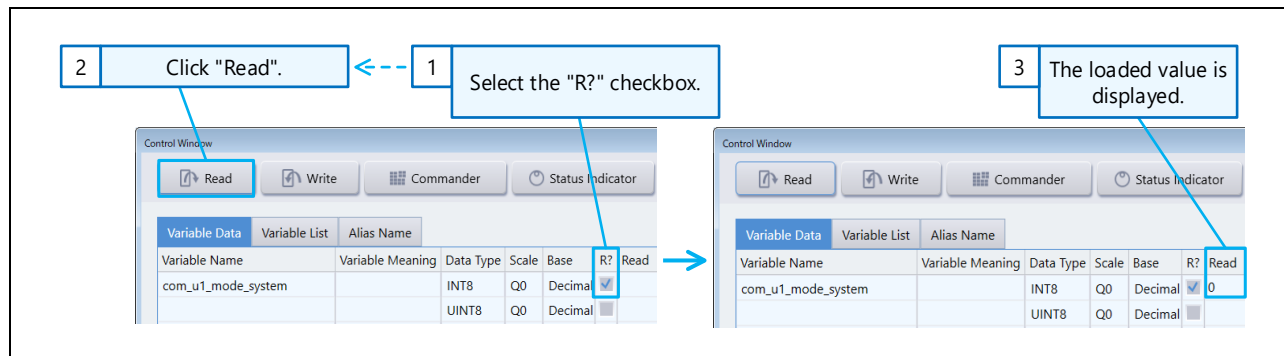 2 Click "Read". 1 Select the "R?" checkbox.
3 The loaded value is
displayed.
Control Window
Read Write Commander Status Indicator
Variable Data Variable List Alias Name
Variable Name Variable Meaning Data Type Scale Base R? Read
com_u1_mode_system INT8 Q0 Decimal
UINT8 Q0 Decimal
Control Window
Read Write Commander Status Indicator
Variable Data Variable List Alias Name
Variable Name Variable Meaning Data Type Scale Base R? Read
com_u1_mode_system INT8 Q0 Decimal 0
UINT8 Q0 Decimal